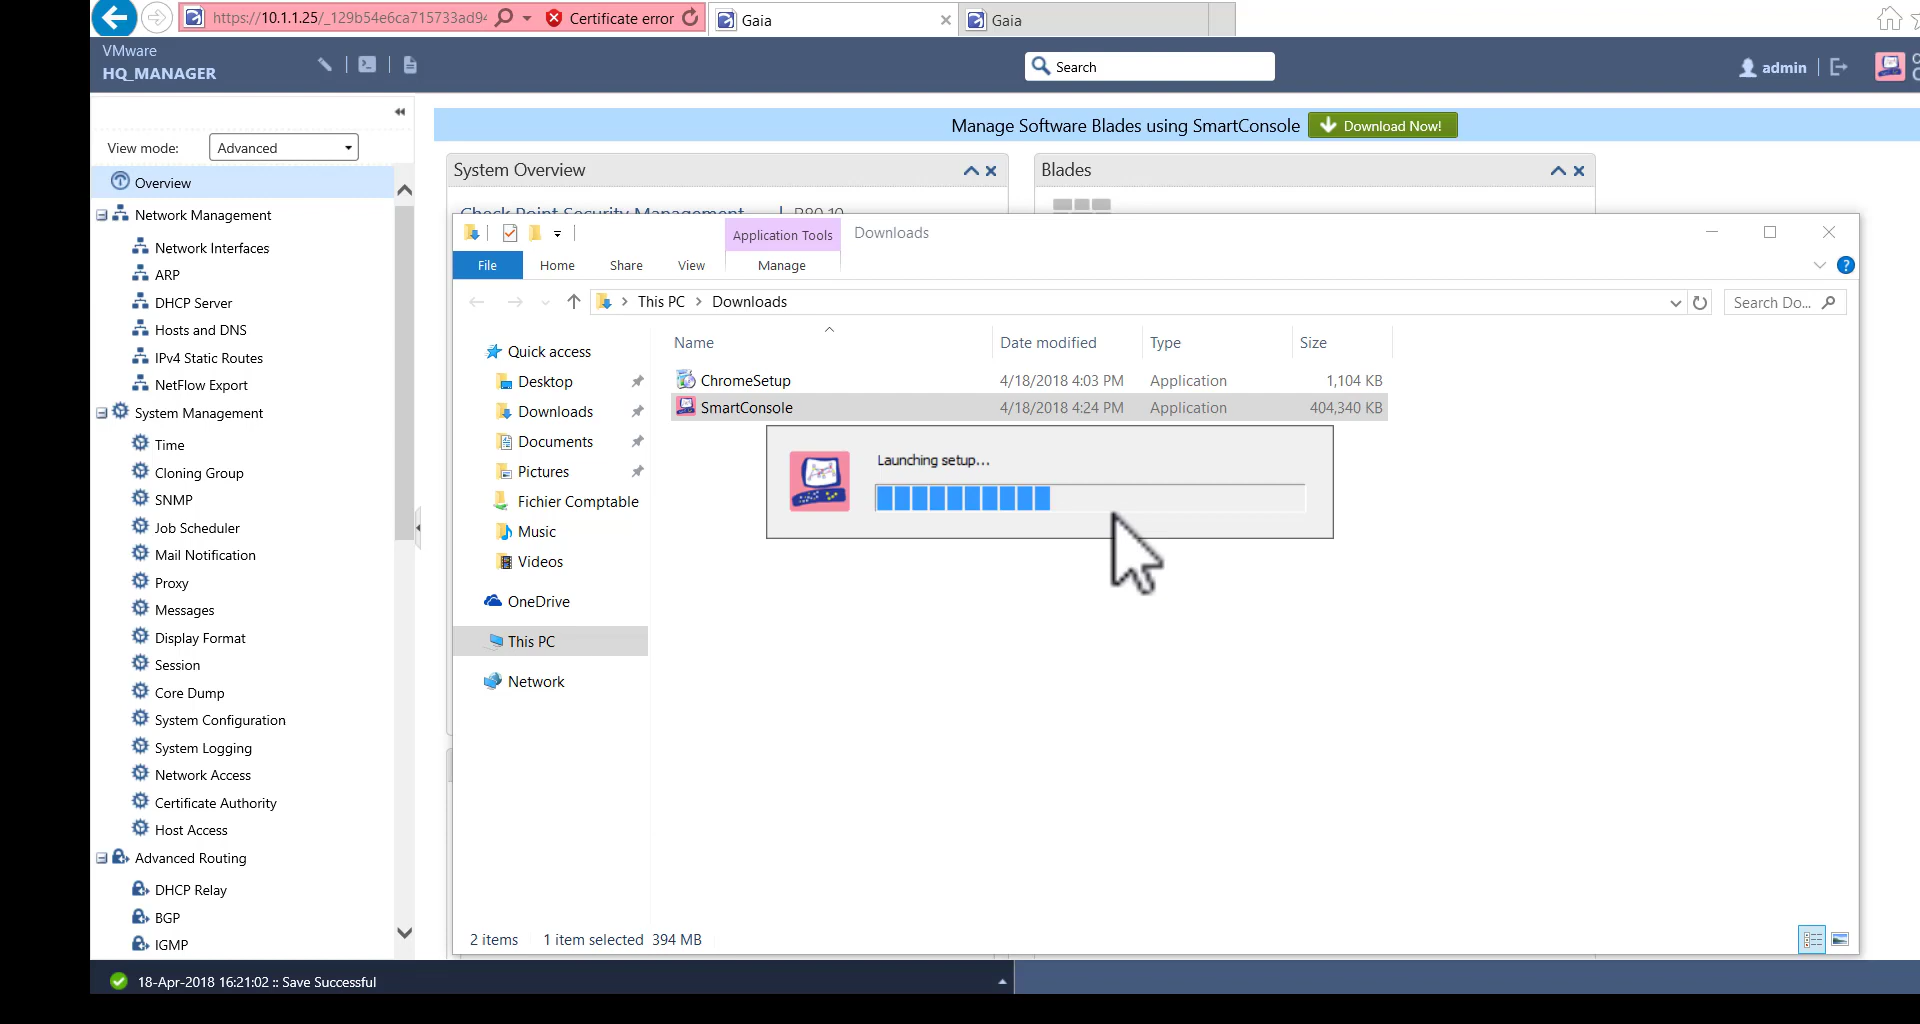 https://10.1.1.25/_129b54e6ca715733ad94
Certificate error
Gaia
Gaia
VMware
HQ_MANAGER
Search
admin
Manage Software Blades using SmartConsole
Download Now!
View mode:
Advanced
System Overview
Blades
Overview
Check Point Security Management
R80.10
Network Management
Network Interfaces
ARP
DHCP Server
Hosts and DNS
IPv4 Static Routes
NetFlow Export
System Management
Time
Cloning Group
SNMP
Job Scheduler
Mail Notification
Proxy
Messages
Display Format
Session
Core Dump
System Configuration
System Logging
Network Access
Certificate Authority
Host Access
Advanced Routing
DHCP Relay
BGP
IGMP
Application Tools
Downloads
File
Home
Share
View
Manage
This PC
Downloads
Search Do...
Quick access
Desktop
Downloads
Documents
Pictures
Fichier Comptable
Music
Videos
OneDrive
This PC
Network
Name Date modified Type Size
ChromeSetup 4/18/2018 4:03 PM Application 1,104 KB
SmartConsole 4/18/2018 4:24 PM Application 404,340 KB
Launching setup...
2 items 1 item selected 394 MB
18-Apr-2018 16:21:02 :: Save Successful